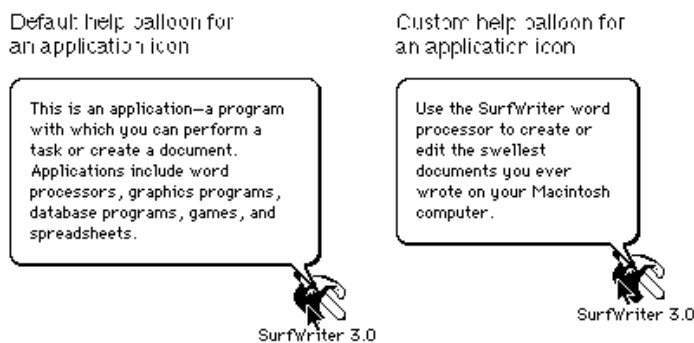 Default help balloon for
an application icon
This is an application—a program
with which you can perform a
task or create a document.
Applications include word
processors, graphics programs,
database programs, games, and
spreadsheets.
SurfWriter 3.0
Custom help balloon for
an application icon
Use the SurfWriter word
processor to create or
edit the swellest
documents you ever
wrote on your Macintosh
computer.
SurfWriter 3.0